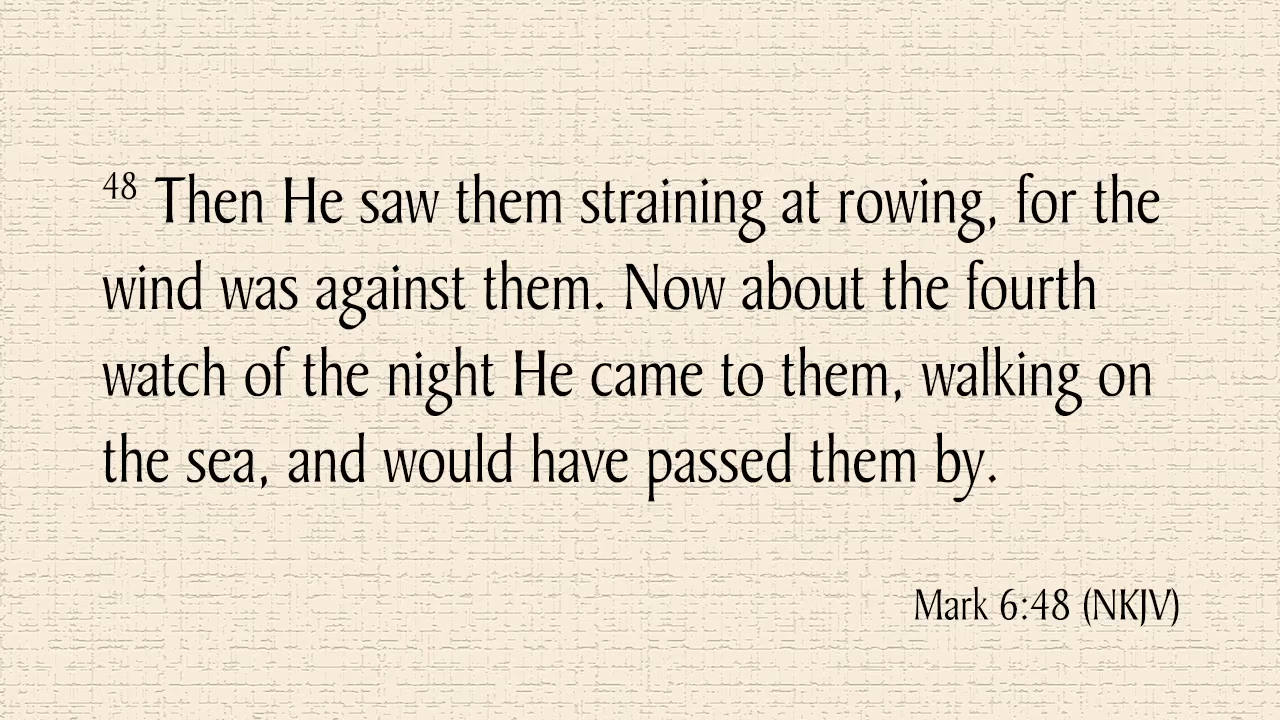 48 Then He saw them straining at rowing, for the
wind was against them. Now about the fourth
watch of the night He came to them, walking on
the sea, and would have passed them by.
Mark 6:48 (NKJV)